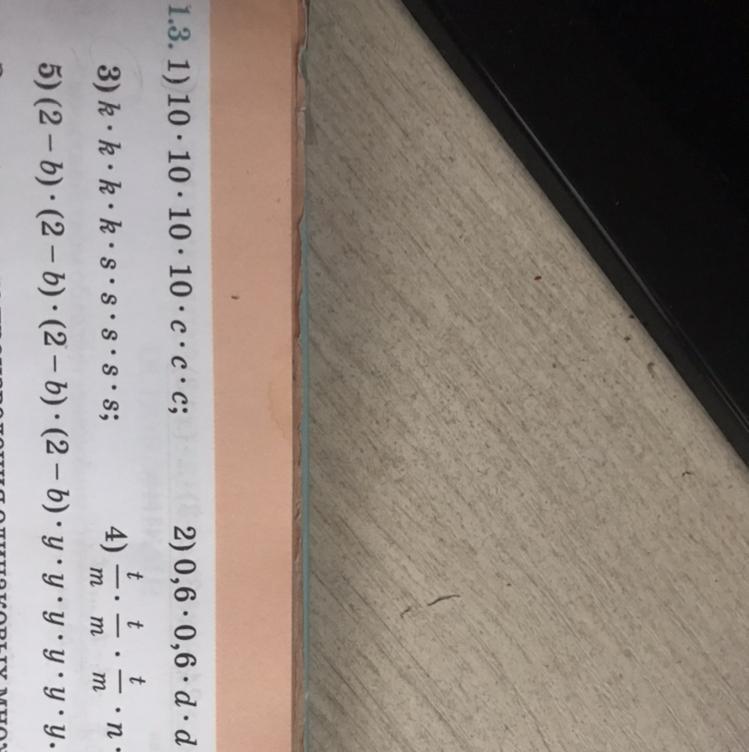 1.3. 1) 10 · 10 · 10 · 10 · c · c · c; 2) 0,6 · 0,6 · d · d
3) k · k · k · k · s · s · s · s · s; 4) t/m · t/m · t/m · n ·
5) (2 – b) · (2 – b) · (2 – b) · (2 – b) · y · y · y · y · y · y.